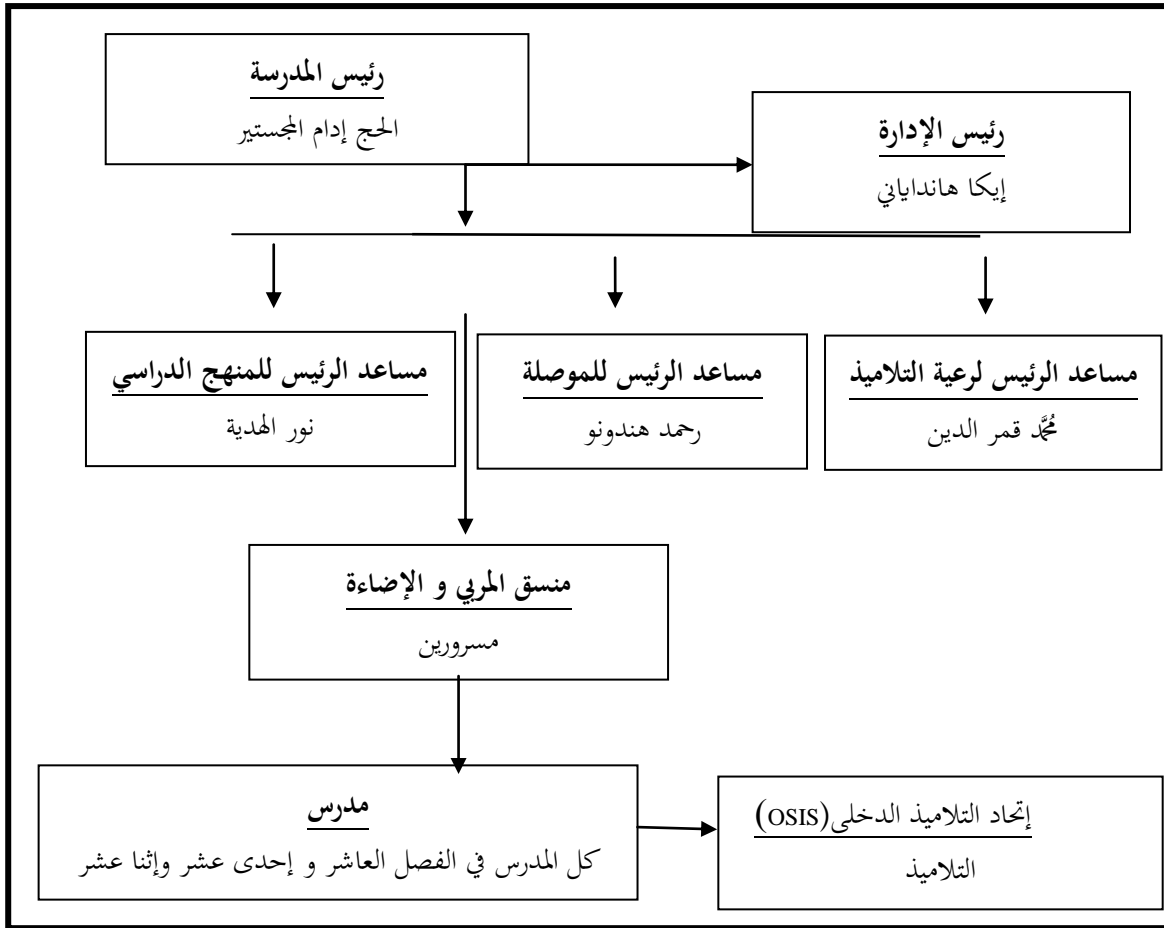 رئيس المدرسة
الحج إدام المجستير
رئيس الإدارة
إيكا هانداياني
مساعد الرئيس لرعية التلاميذ
مُحَّمد قمر الدين
مساعد الرئيس للموصلة
رحمد هندونو
مساعد الرئيس للمنهج الدراسي
نور الهدية
منسق المربي و الإضاءة
مسرورين
مدرس
كل المدرس في الفصل العاشر و إحدى عشر وإثنا عشر
إتحاد التلاميذ الدخلى(OSIS)
التلاميذ